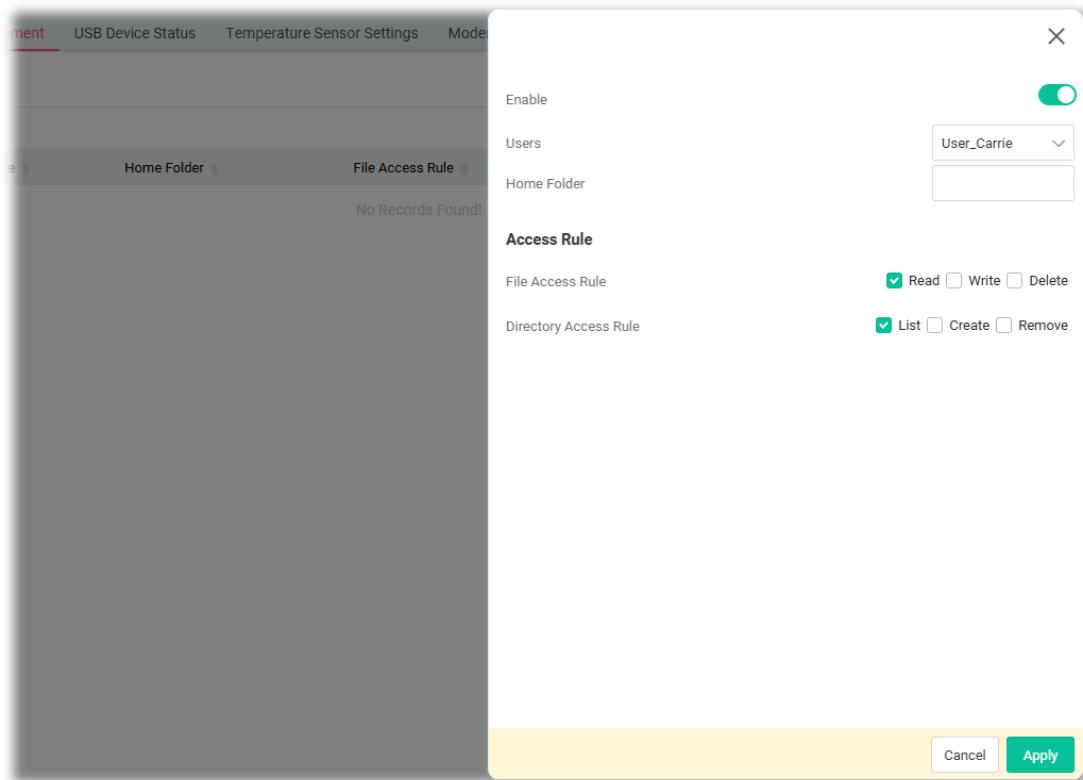 ment USB Device Status Temperature Sensor Settings Mode
Enable
Users User_Carrie
Home Folder
Home Folder File Access Rule
No Records Found!
Access Rule
File Access Rule Read Write Delete
Directory Access Rule List Create Remove
Cancel Apply